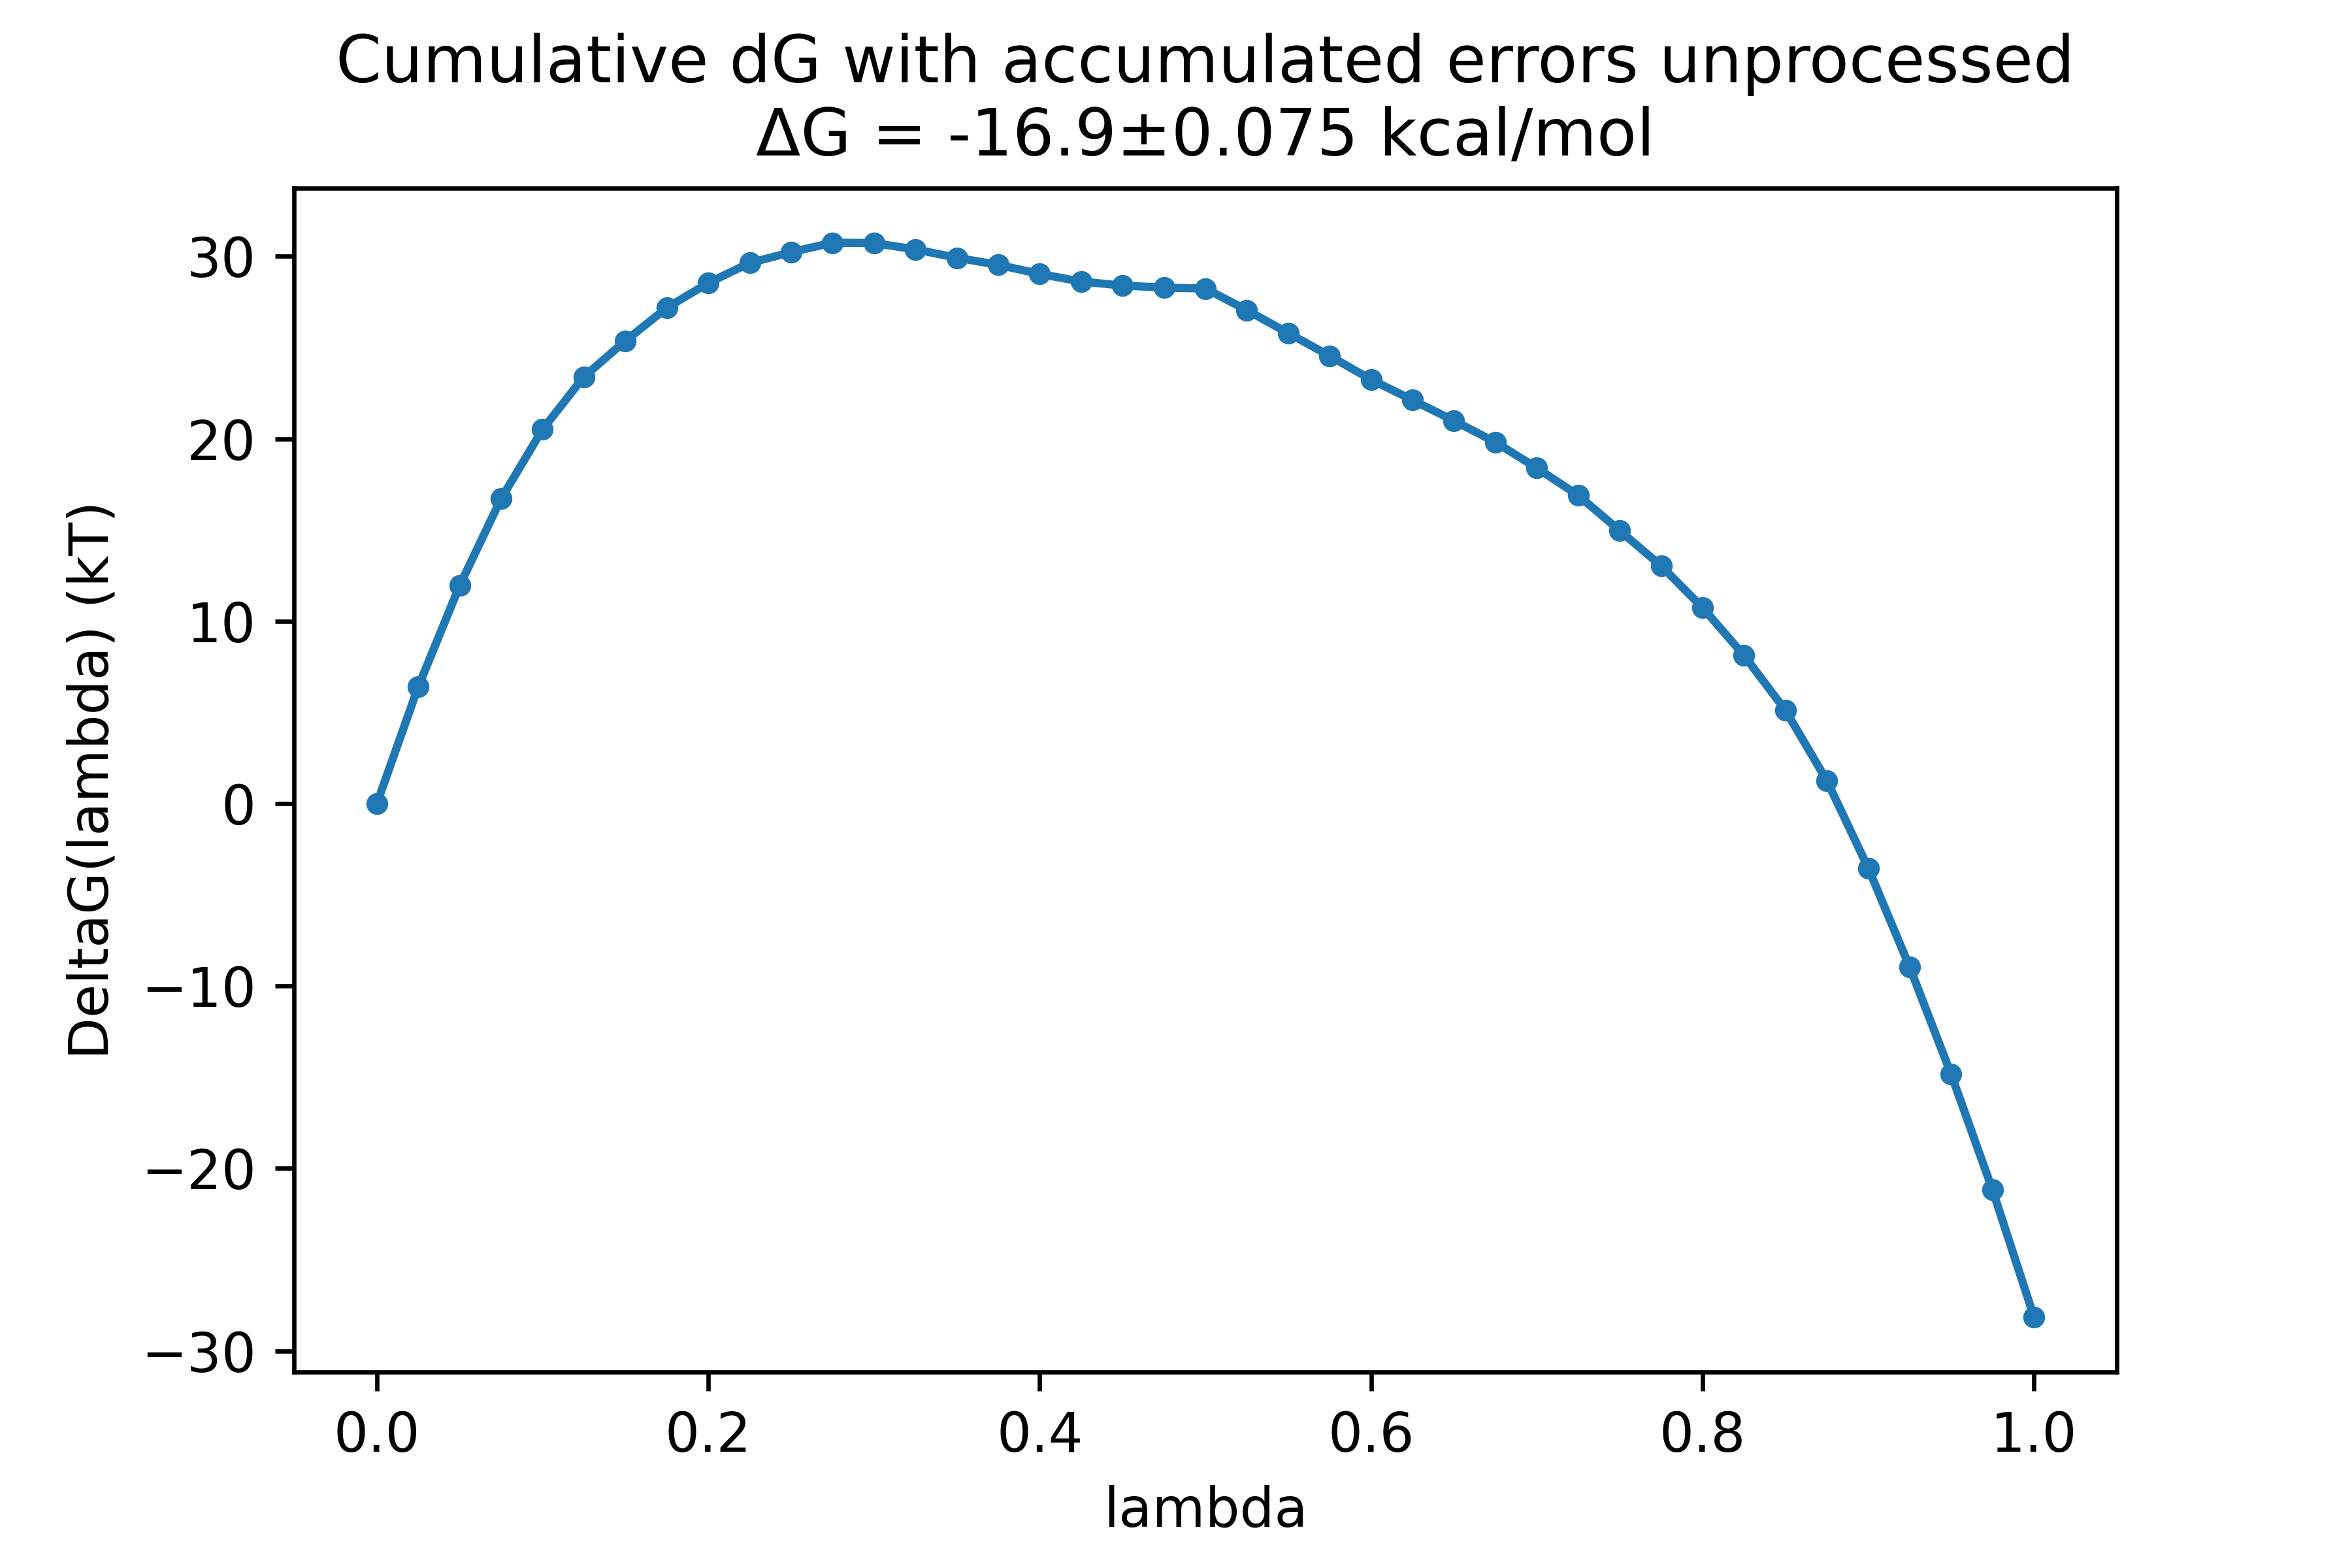 Cumulative dG with accumulated errors unprocessed
ΔG = -16.9±0.075 kcal/mol
DeltaG(lambda) (kT)
30
20
10
0
−10
−20
−30
0.0 0.2 0.4 0.6 0.8 1.0
lambda